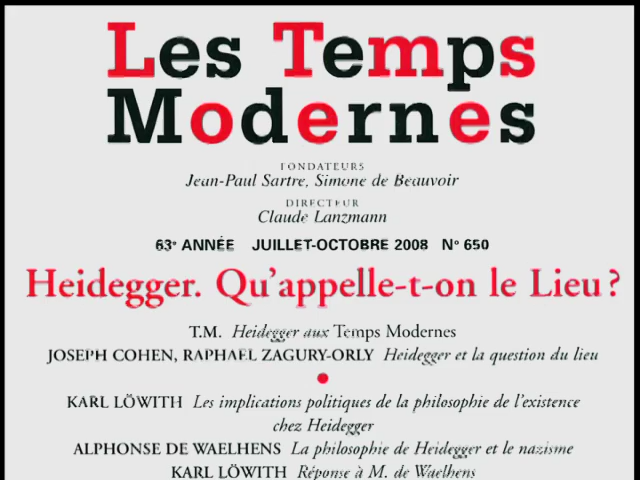 Les Temps
Modernes
FONDATEURS
Jean-Paul Sartre, Simone de Beauvoir
DIRECTEUR
Claude Lanzmann
63e ANNÉE JUILLET-OCTOBRE 2008 N° 650
Heidegger. Qu'appelle-t-on le Lieu?
T.M. Heidegger aux Temps Modernes
JOSEPH COHEN, RAPHAEL ZAGURY-ORLY Heidegger et la question du lieu
KARL LÖWITH Les implications politiques de la philosophie de l'existence
chez Heidegger
ALPHONSE DE WAELHENS La philosophie de Heidegger et le nazisme
KARL LÖWITH Réponse à M. de Waelhens